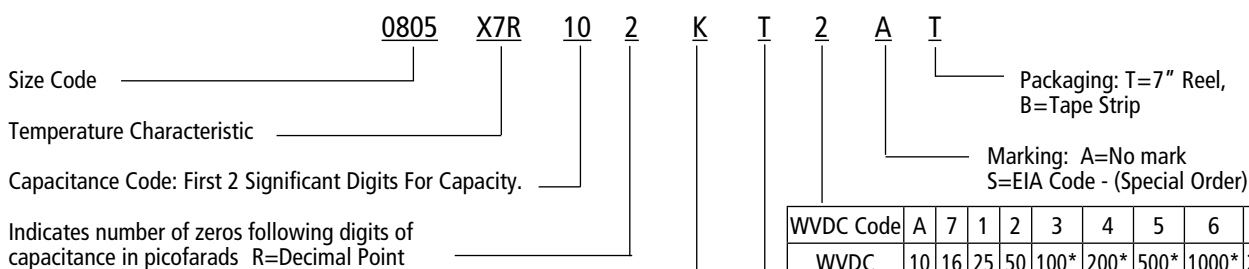 0805 X7R 10 2 K T 2 A T
Size Code
Packaging: T=7" Reel,
B=Tape Strip
Temperature Characteristic
Marking: A=No mark
S=EIA Code - (Special Order)
Capacitance Code: First 2 Significant Digits For Capacity.
Indicates number of zeros following digits of
capacitance in picofarads R=Decimal Point
WVDC Code A 7 1 2 3 4 5 6
WVDC 10 16 25 50 100* 200* 500* 1000*